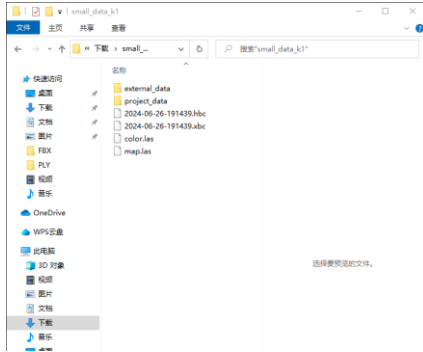 small_data_k1
文件 主页 共享 查看
« 下载 › small_...
搜索"small_data_k1"
名称
快速访问
桌面
下载
文档
图片
FBX
PLY
视频
音乐
OneDrive
WPS云盘
此电脑
3D 对象
视频
图片
文档
下载
音乐
桌面
external_data
project_data
2024-06-26-191439.hbc
2024-06-26-191439.xbc
color.las
map.las
选择要预览的文件。